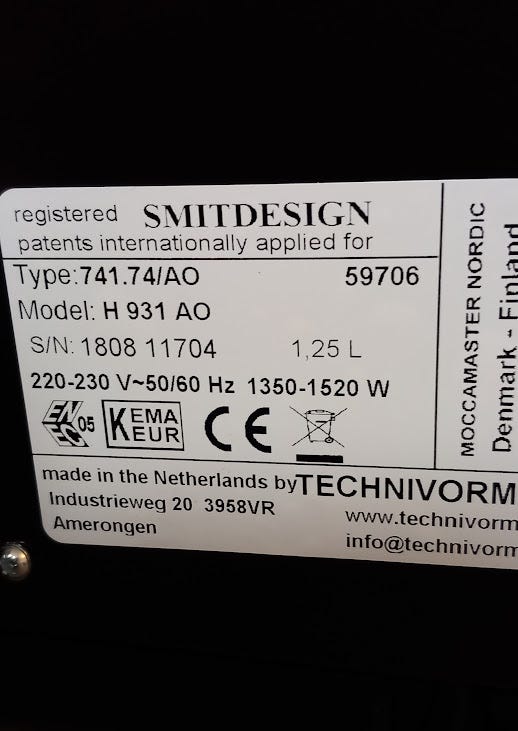 registered SMITDESIGN
patents internationally applied for
Type:741.74/AO 59706
Model: H 931 AO
S/N: 1808 11704 1,25 L
220-230 V~50/60 Hz 1350-1520 W
EN EC 05 KEMA KEUR CE
made in the Netherlands by TECHNIVORM
Industrieweg 20 3958VR
Amerongen
www.technivorm
info@technivorm
MOCCAMASTER NORDIC
Denmark - Finland